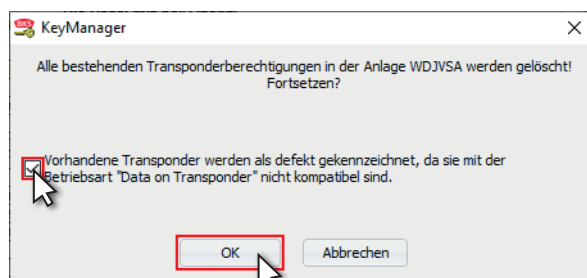 KeyManager
Alle bestehenden Transponderberechtigungen in der Anlage WDJVSA werden gelöscht!
Fortsetzen?
Vorhandene Transponder werden als defekt gekennzeichnet, da sie mit der
Betriebsart "Data on Transponder" nicht kompatibel sind.
OK
Abbrechen